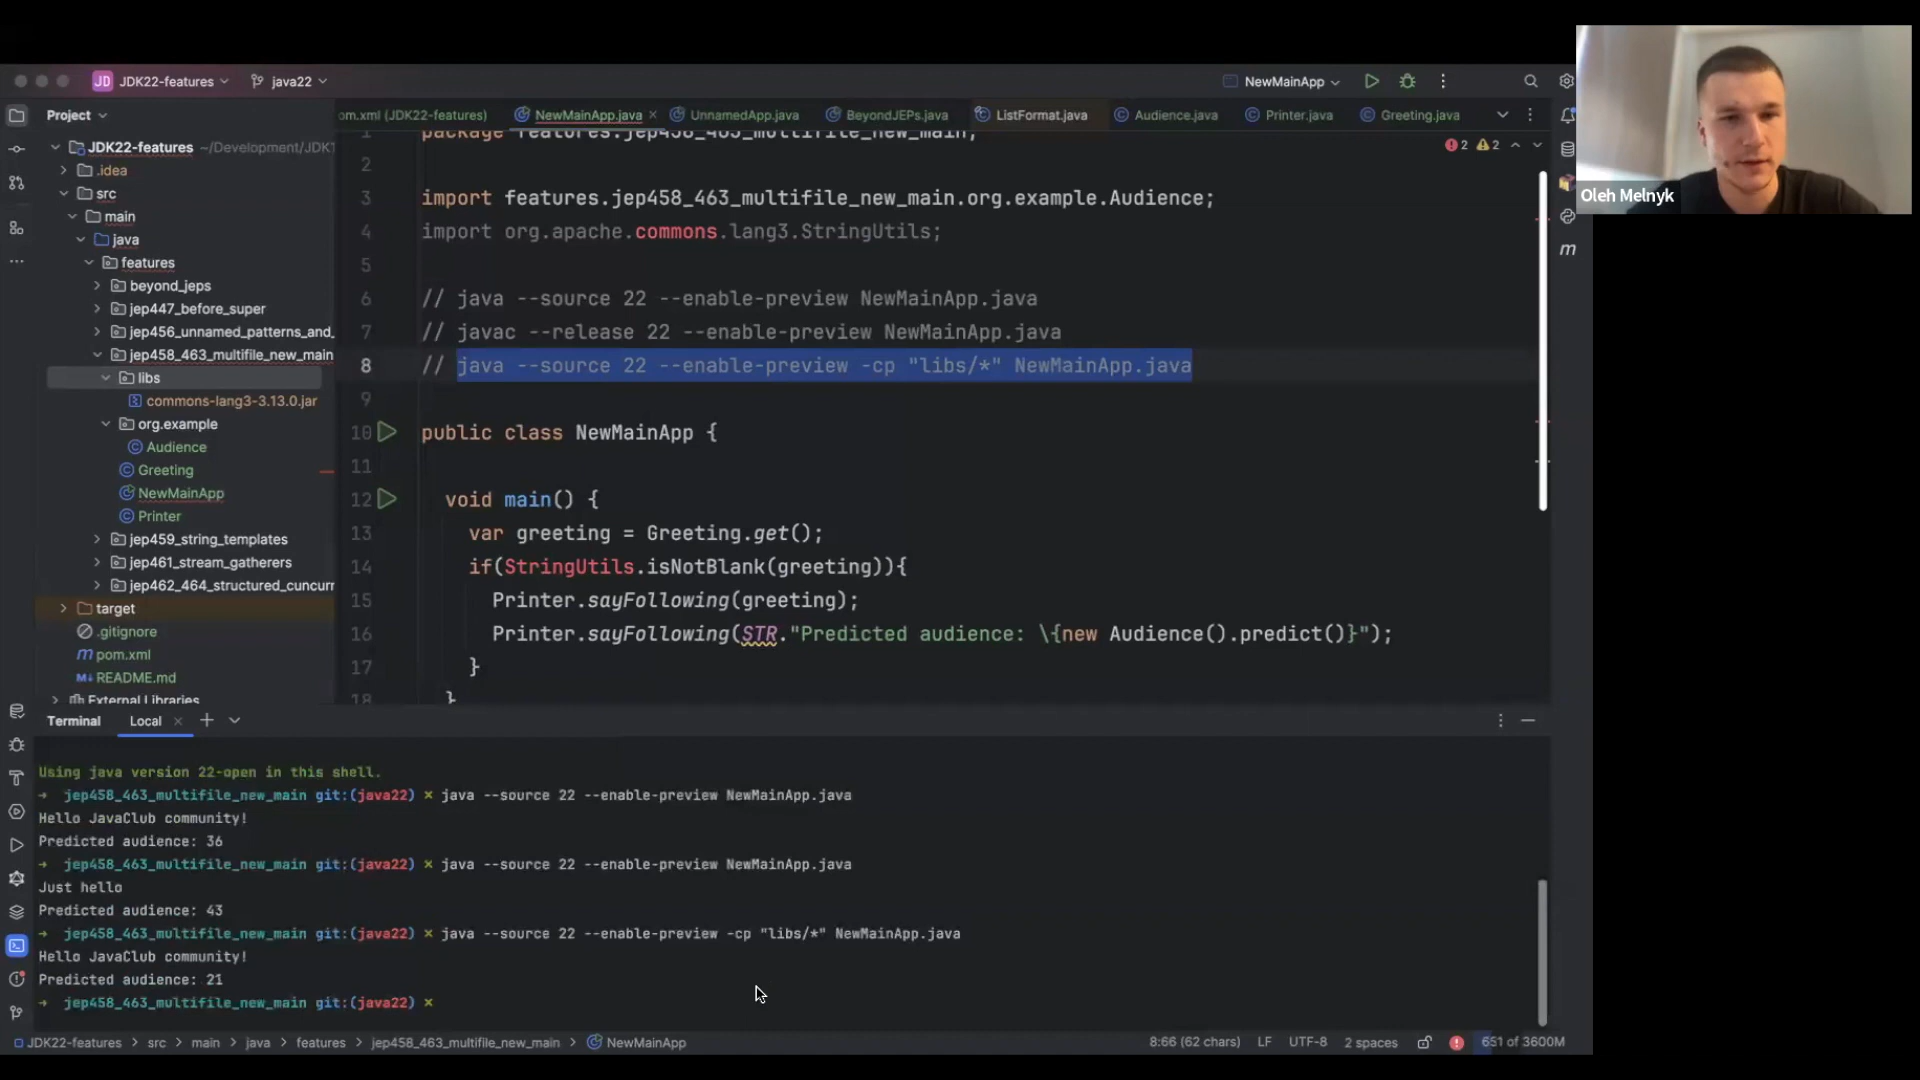 JD JDK22-features java22 NewMainApp
Oleh Melnyk
Project
om.xml (JDK22-features) NewMainApp.java UnnamedApp.java BeyondJEPs.java ListFormat.java Audience.java Printer.java Greeting.java
JDK22-features ~/Development/JDK
.idea
src
main
java
features
beyond_jeps
jep447_before_super
jep456_unnamed_patterns_and_
jep458_463_multifile_new_main
libs
commons-lang3-3.13.0.jar
org.example
Audience
Greeting
NewMainApp
Printer
jep459_string_templates
jep461_stream_gatherers
jep462_464_structured_cuncurr
target
.gitignore
m pom.xml
M↓ README.md
External Libraries
2 2
m
1 package features.jep458_463_multifile_new_main;
2
3 import features.jep458_463_multifile_new_main.org.example.Audience;
4 import org.apache.commons.lang3.StringUtils;
5
6 // java --source 22 --enable-preview NewMainApp.java
7 // javac --release 22 --enable-preview NewMainApp.java
8 // java --source 22 --enable-preview -cp "libs/*" NewMainApp.java
9
10 public class NewMainApp {
11
12 void main() {
13 var greeting = Greeting.get();
14 if(StringUtils.isNotBlank(greeting)){
15 Printer.sayFollowing(greeting);
16 Printer.sayFollowing(STR."Predicted audience: \{new Audience().predict()}");
17 }
18 }
Terminal Local
Using java version 22-open in this shell.
→ jep458_463_multifile_new_main git:(java22) × java --source 22 --enable-preview NewMainApp.java
Hello JavaClub community!
Predicted audience: 36
→ jep458_463_multifile_new_main git:(java22) × java --source 22 --enable-preview NewMainApp.java
Just hello
Predicted audience: 43
→ jep458_463_multifile_new_main git:(java22) × java --source 22 --enable-preview -cp "libs/*" NewMainApp.java
Hello JavaClub community!
Predicted audience: 21
→ jep458_463_multifile_new_main git:(java22) ×
JDK22-features > src > main > java > features > jep458_463_multifile_new_main > NewMainApp 8:66 (62 chars) LF UTF-8 2 spaces 651 of 3600M